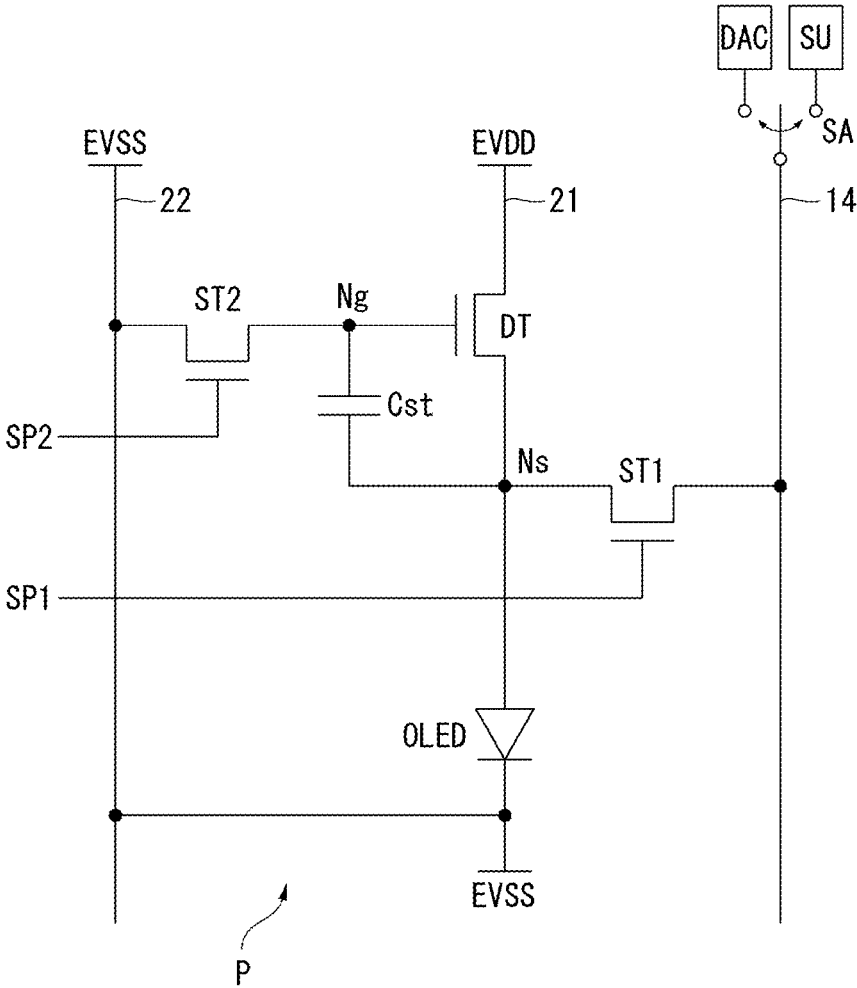 DAC SU
SA
EVSS EVDD
22 21 14
ST2 Ng
DT
Cst
SP2
Ns ST1
SP1
OLED
EVSS
P